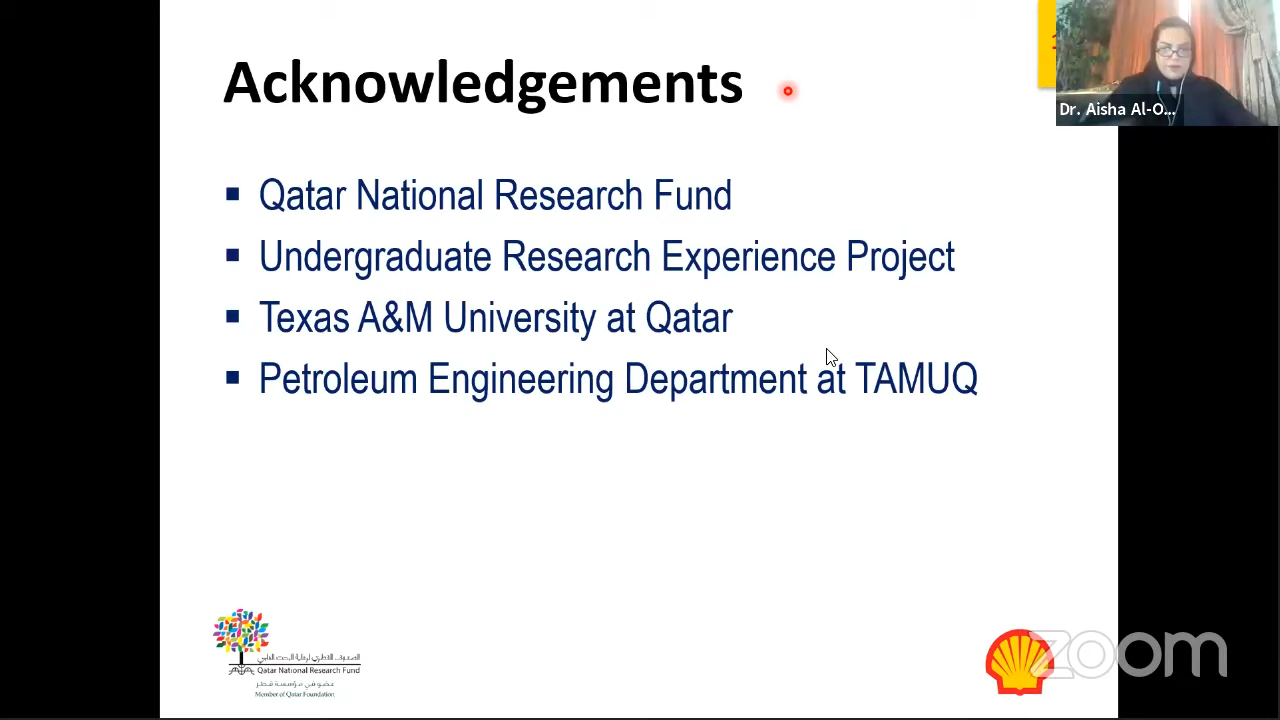 Acknowledgements
Dr. Aisha Al-O...
Qatar National Research Fund
Undergraduate Research Experience Project
Texas A&M University at Qatar
Petroleum Engineering Department at TAMUQ
الصندوق القطري لرعاية البحث العلمي
Qatar National Research Fund
عضو في مؤسسة قطر
Member of Qatar Foundation
zoom